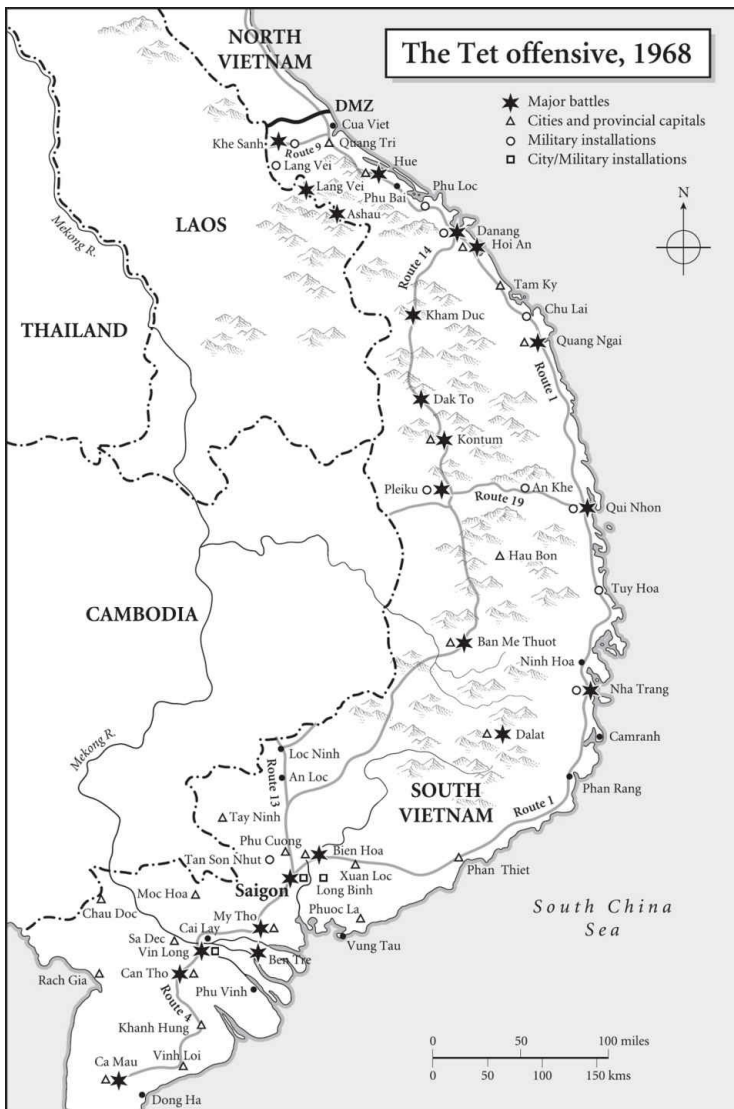 The Tet offensive, 1968
Major battles
Cities and provincial capitals
Military installations
City/Military installations
N
NORTH
VIETNAM
DMZ
Cua Viet
Khe Sanh
Route 9
Quang Tri
Lang Vei
Hue
Lang Vei
Phu Bai
Phu Loc
Ashau
LAOS
Mekong R.
Danang
Hoi An
Route 14
Tam Ky
THAILAND
Kham Duc
Chu Lai
Quang Ngai
Route 1
Dak To
Kontum
Pleiku
An Khe
Route 19
Qui Nhon
Hau Bon
Tuy Hoa
CAMBODIA
Ban Me Thuot
Ninh Hoa
Nha Trang
Mekong R.
Dalat
Camranh
Loc Ninh
An Loc
Route 13
SOUTH
VIETNAM
Route 1
Phan Rang
Tay Ninh
Phu Cuong
Bien Hoa
Tan Son Nhut
Xuan Loc
Phan Thiet
Saigon
Long Binh
Moc Hoa
Chau Doc
My Tho
Phuoc La
South China
Sea
Cai Lay
Sa Dec
Vung Tau
Vin Long
Ben Tre
Rach Gia
Can Tho
Phu Vinh
Route 4
Khanh Hung
Ca Mau
Vinh Loi
Dong Ha
0 50 100 miles
0 50 100 150 kms